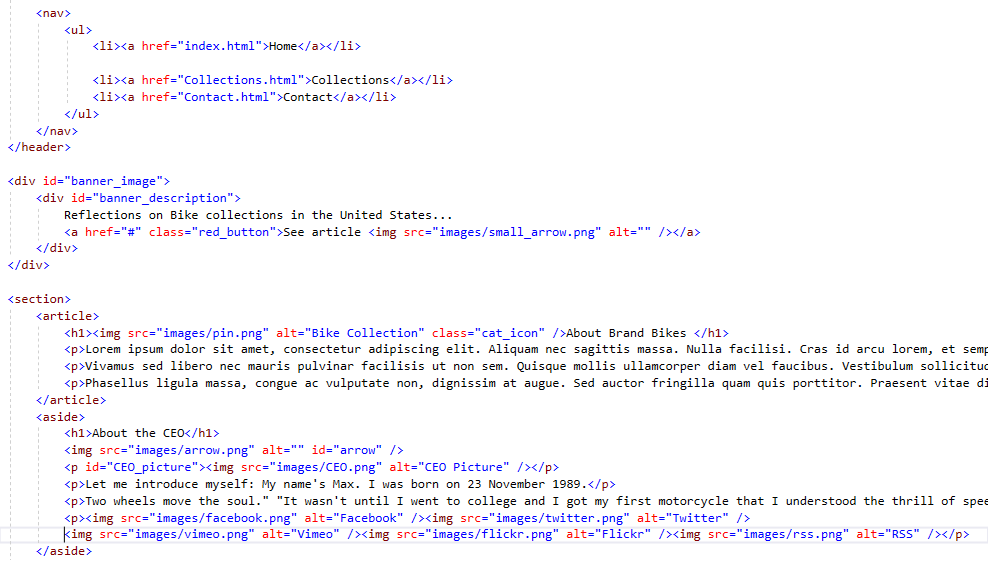 <nav>
<ul>
<li><a href="index.html">Home</a></li>
<li><a href="Collections.html">Collections</a></li>
<li><a href="Contact.html">Contact</a></li>
</ul>
</nav>
</header>
<div id="banner_image">
<div id="banner_description">
Reflections on Bike collections in the United States...
<a href="#" class="red_button">See article <img src="images/small_arrow.png" alt="" /></a>
</div>
</div>
<section>
<article>
<h1><img src="images/pin.png" alt="Bike Collection" class="cat_icon" />About Brand Bikes </h1>
<p>Lorem ipsum dolor sit amet, consectetur adipiscing elit. Aliquam nec sagittis massa. Nulla facilisi. Cras id arcu lorem, et semp
<p>Vivamus sed libero nec mauris pulvinar facilisis ut non sem. Quisque mollis ullamcorper diam vel faucibus. Vestibulum sollicitud
<p>Phasellus ligula massa, congue ac vulputate non, dignissim at augue. Sed auctor fringilla quam quis porttitor. Praesent vitae di
</article>
<aside>
<h1>About the CEO</h1>
<img src="images/arrow.png" alt="" id="arrow" />
<p id="CEO_picture"><img src="images/CEO.png" alt="CEO Picture" /></p>
<p>Let me introduce myself: My name's Max. I was born on 23 November 1989.</p>
<p>Two wheels move the soul." "It wasn't until I went to college and I got my first motorcycle that I understood the thrill of spee
<p><img src="images/facebook.png" alt="Facebook" /><img src="images/twitter.png" alt="Twitter" />
<img src="images/vimeo.png" alt="Vimeo" /><img src="images/flickr.png" alt="Flickr" /><img src="images/rss.png" alt="RSS" /></p>
</aside>